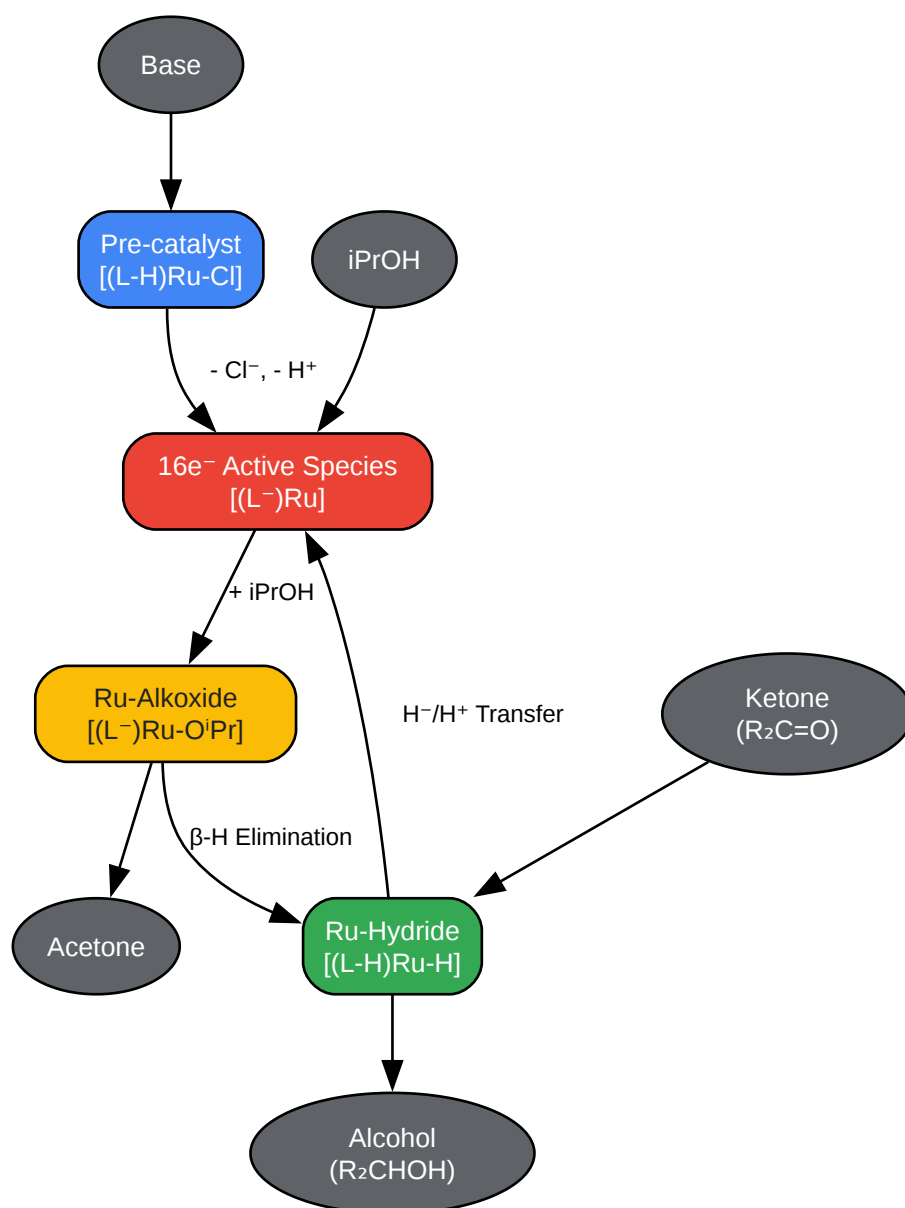 Base
Pre-catalyst
[(L-H)Ru-Cl]
iPrOH
- Cl⁻, - H⁺
16e⁻ Active Species
[(L⁻)Ru]
+ iPrOH
Ru-Alkoxide
[(L⁻)Ru-OⁱPr]
H⁻/H⁺ Transfer
Ketone
(R₂C=O)
β-H Elimination
Acetone
Ru-Hydride
[(L-H)Ru-H]
Alcohol
(R₂CHOH)